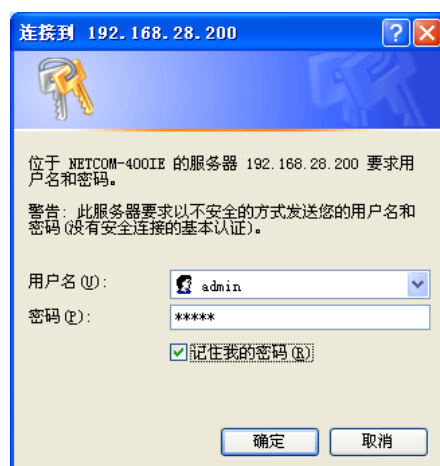 连接到 192.168.28.200
位于 NETCOM-400IE 的服务器 192.168.28.200 要求用
户名和密码。
警告: 此服务器要求以不安全的方式发送您的用户名和
密码(没有安全连接的基本认证)。
用户名(U):
admin
密码(P):
*****
记住我的密码(R)
确定
取消